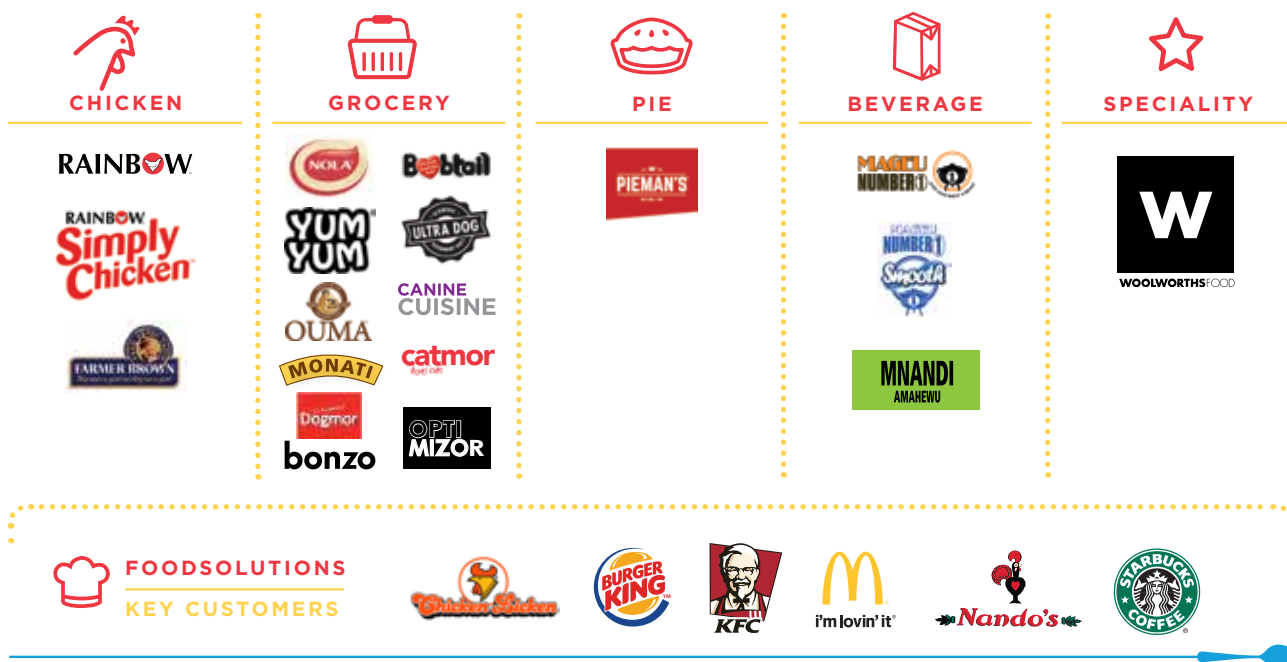 CHICKEN
GROCERY
PIE
BEVERAGE
SPECIALITY
RAINBOW
RAINBOW
Simply
Chicken
FARMER BROWN
NOLA
Bobtail
YUM
YUM
ULTRA DOG
OUMA
CANINE
CUISINE
MONATI
catmor
Dogmor
bonzo
OPTI
MIZOR
PIEMAN'S
MAGEU
NUMBER 1
MAGEU
NUMBER 1
Smooth
MNANDI
AMAHEWU
W
WOOLWORTHSFOOD
FOODSOLUTIONS
KEY CUSTOMERS
Chicken Licken
BURGER
KING™
KFC
i'm lovin' it®
Nando's
STARBUCKS
COFFEE